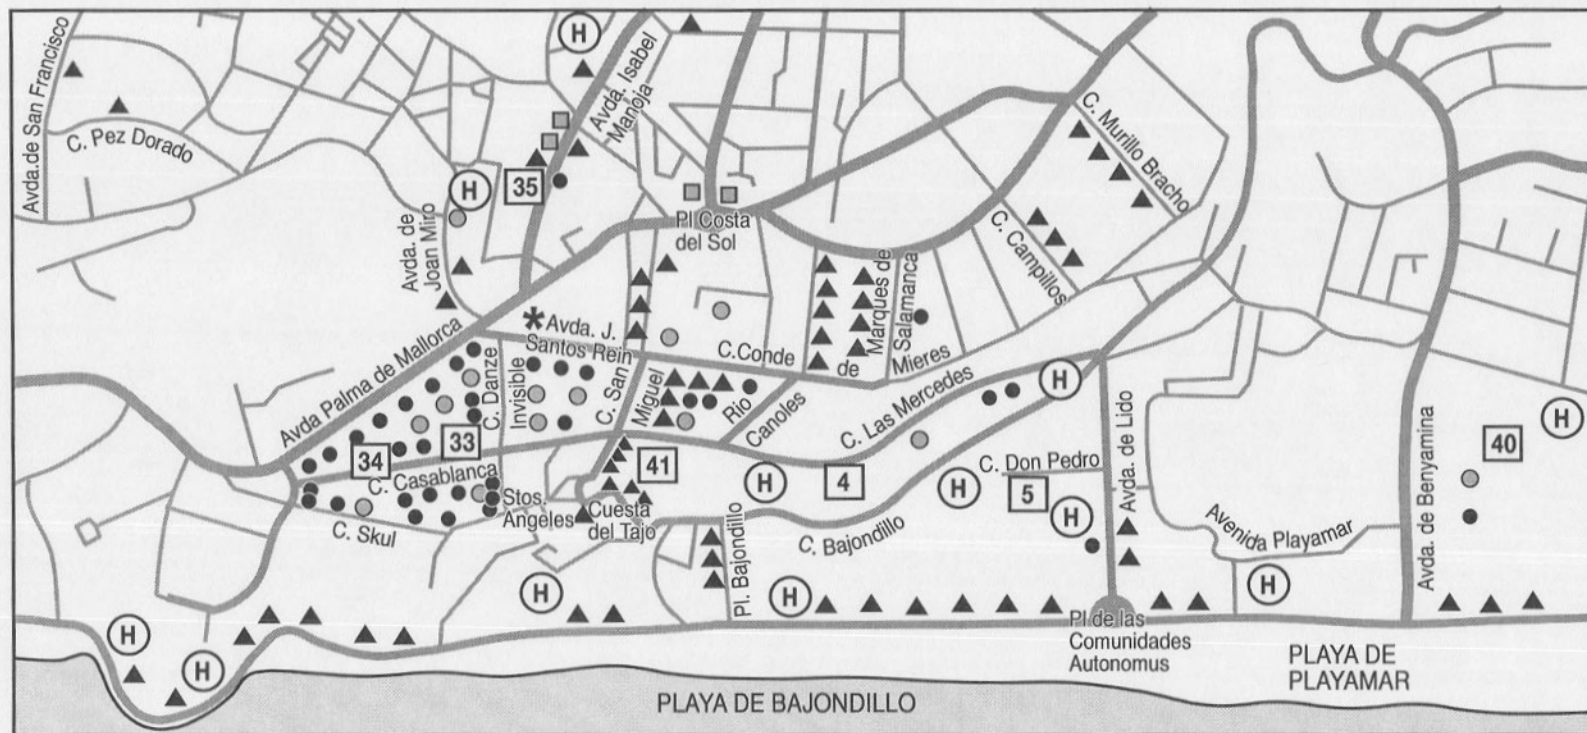 Avda.de San Francisco
C. Pez Dorado
H
Avda. Isabel
Manoja
H
35
Avda. de
Joan Miro
Pl Costa
del Sol
C. Murillo Bracho
C. Campillos
Marques de
Salamanca
*
Avda. J.
Santos Rein
C.Conde
de
Mieres
Avda Palma de Mallorca
C. Danze
Invisible
C. San
Miguel
Rio
Canoles
C. Las Mercedes
H
34
33
C. Casablanca
41
H
4
H
C. Don Pedro
5
H
Avda. de Lido
Avda. de Benyamina
40
H
Stos.
Angeles
Cuesta
del Tajo
C. Skul
Pl. Bajondillo
C. Bajondillo
Avenida Playamar
H
H
H
H
H
Pl de las
Comunidades
Autonomus
PLAYA DE
PLAYAMAR
PLAYA DE BAJONDILLO